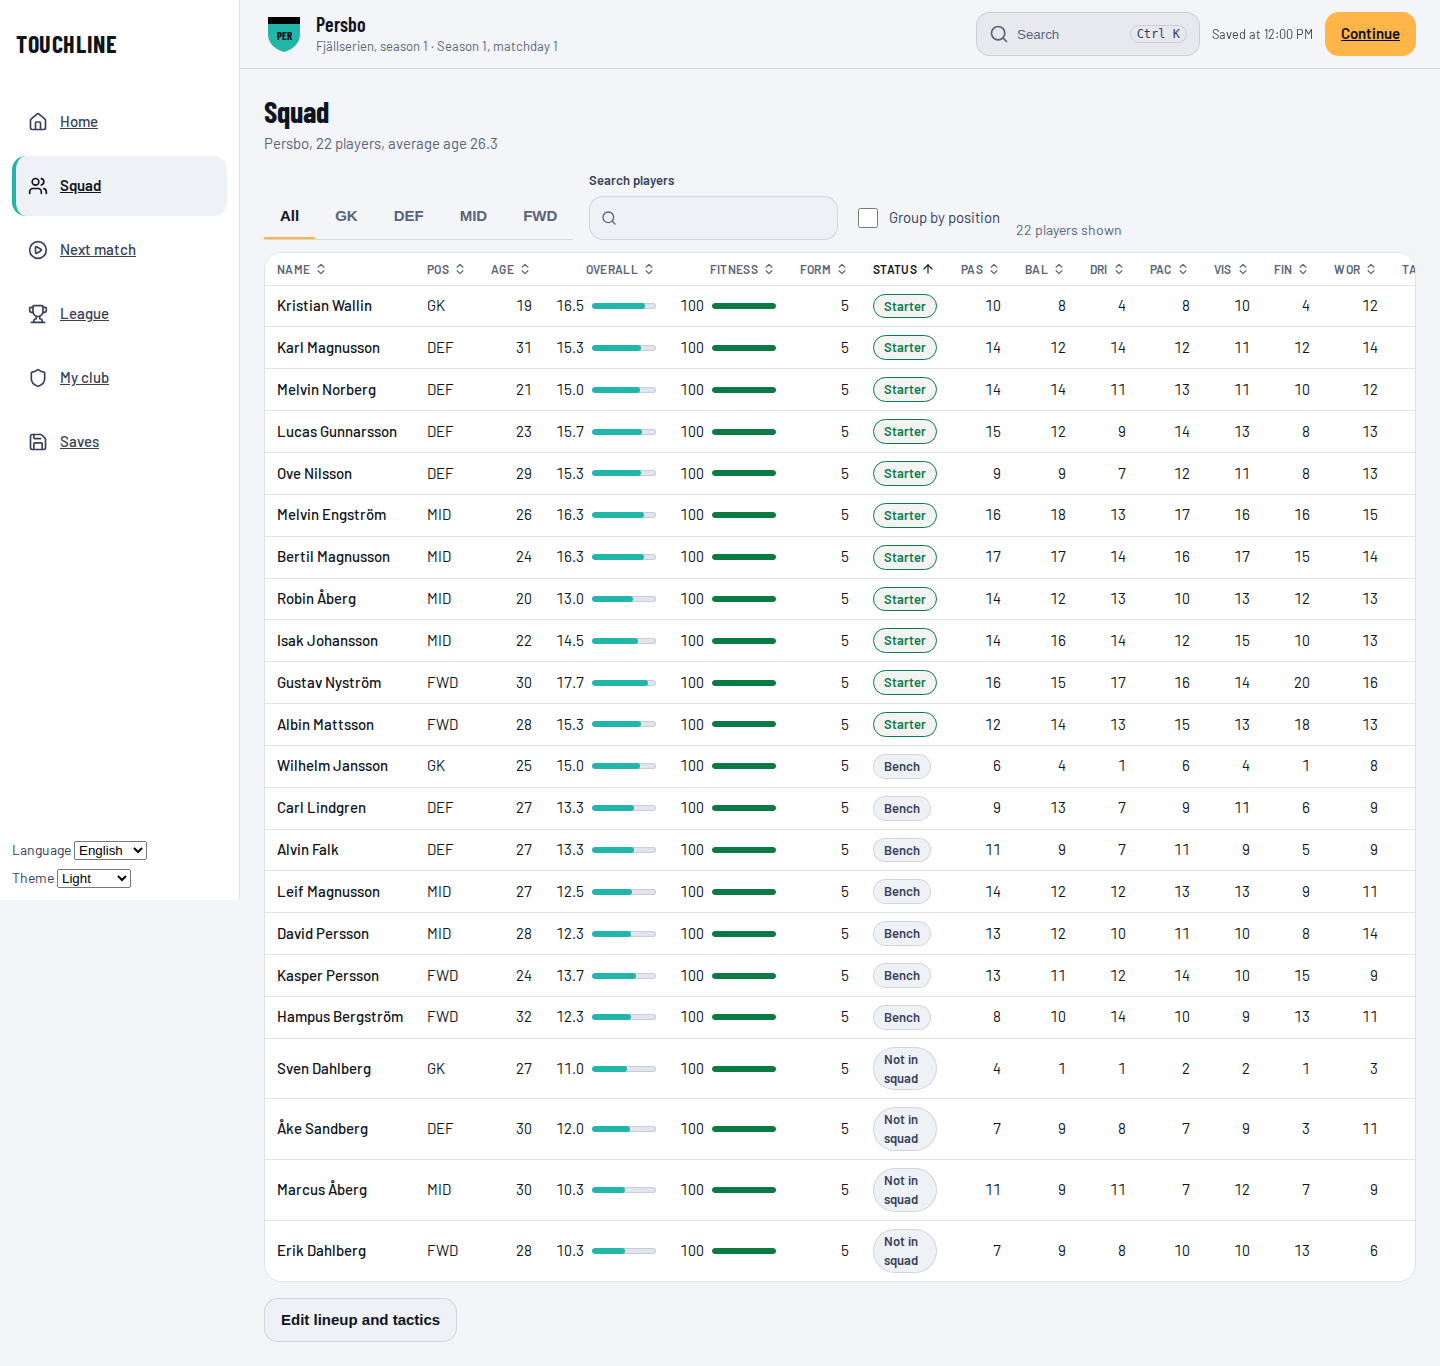 TOUCHLINE
Home
Squad
Next match
League
My club
Saves
Language English
Theme Light
PER
Persbo
Fjällserien, season 1 · Season 1, matchday 1
Search Ctrl K
Saved at 12:00 PM
Continue
Squad
Persbo, 22 players, average age 26.3
All GK DEF MID FWD
Search players
Group by position
22 players shown
NAME POS AGE OVERALL FITNESS FORM STATUS PAS BAL DRI PAC VIS FIN WOR TA
Kristian Wallin GK 19 16.5 100 5 Starter 10 8 4 8 10 4 12
Karl Magnusson DEF 31 15.3 100 5 Starter 14 12 14 12 11 12 14
Melvin Norberg DEF 21 15.0 100 5 Starter 14 14 11 13 11 10 12
Lucas Gunnarsson DEF 23 15.7 100 5 Starter 15 12 9 14 13 8 13
Ove Nilsson DEF 29 15.3 100 5 Starter 9 9 7 12 11 8 13
Melvin Engström MID 26 16.3 100 5 Starter 16 18 13 17 16 16 15
Bertil Magnusson MID 24 16.3 100 5 Starter 17 17 14 16 17 15 14
Robin Åberg MID 20 13.0 100 5 Starter 14 12 13 10 13 12 13
Isak Johansson MID 22 14.5 100 5 Starter 14 16 14 12 15 10 13
Gustav Nyström FWD 30 17.7 100 5 Starter 16 15 17 16 14 20 16
Albin Mattsson FWD 28 15.3 100 5 Starter 12 14 13 15 13 18 13
Wilhelm Jansson GK 25 15.0 100 5 Bench 6 4 1 6 4 1 8
Carl Lindgren DEF 27 13.3 100 5 Bench 9 13 7 9 11 6 9
Alvin Falk DEF 27 13.3 100 5 Bench 11 9 7 11 9 5 9
Leif Magnusson MID 27 12.5 100 5 Bench 14 12 12 13 13 9 11
David Persson MID 28 12.3 100 5 Bench 13 12 10 11 10 8 14
Kasper Persson FWD 24 13.7 100 5 Bench 13 11 12 14 10 15 9
Hampus Bergström FWD 32 12.3 100 5 Bench 8 10 14 10 9 13 11
Sven Dahlberg GK 27 11.0 100 5 Not in squad 4 1 1 2 2 1 3
Åke Sandberg DEF 30 12.0 100 5 Not in squad 7 9 8 7 9 3 11
Marcus Åberg MID 30 10.3 100 5 Not in squad 11 9 11 7 12 7 9
Erik Dahlberg FWD 28 10.3 100 5 Not in squad 7 9 8 10 10 13 6
Edit lineup and tactics